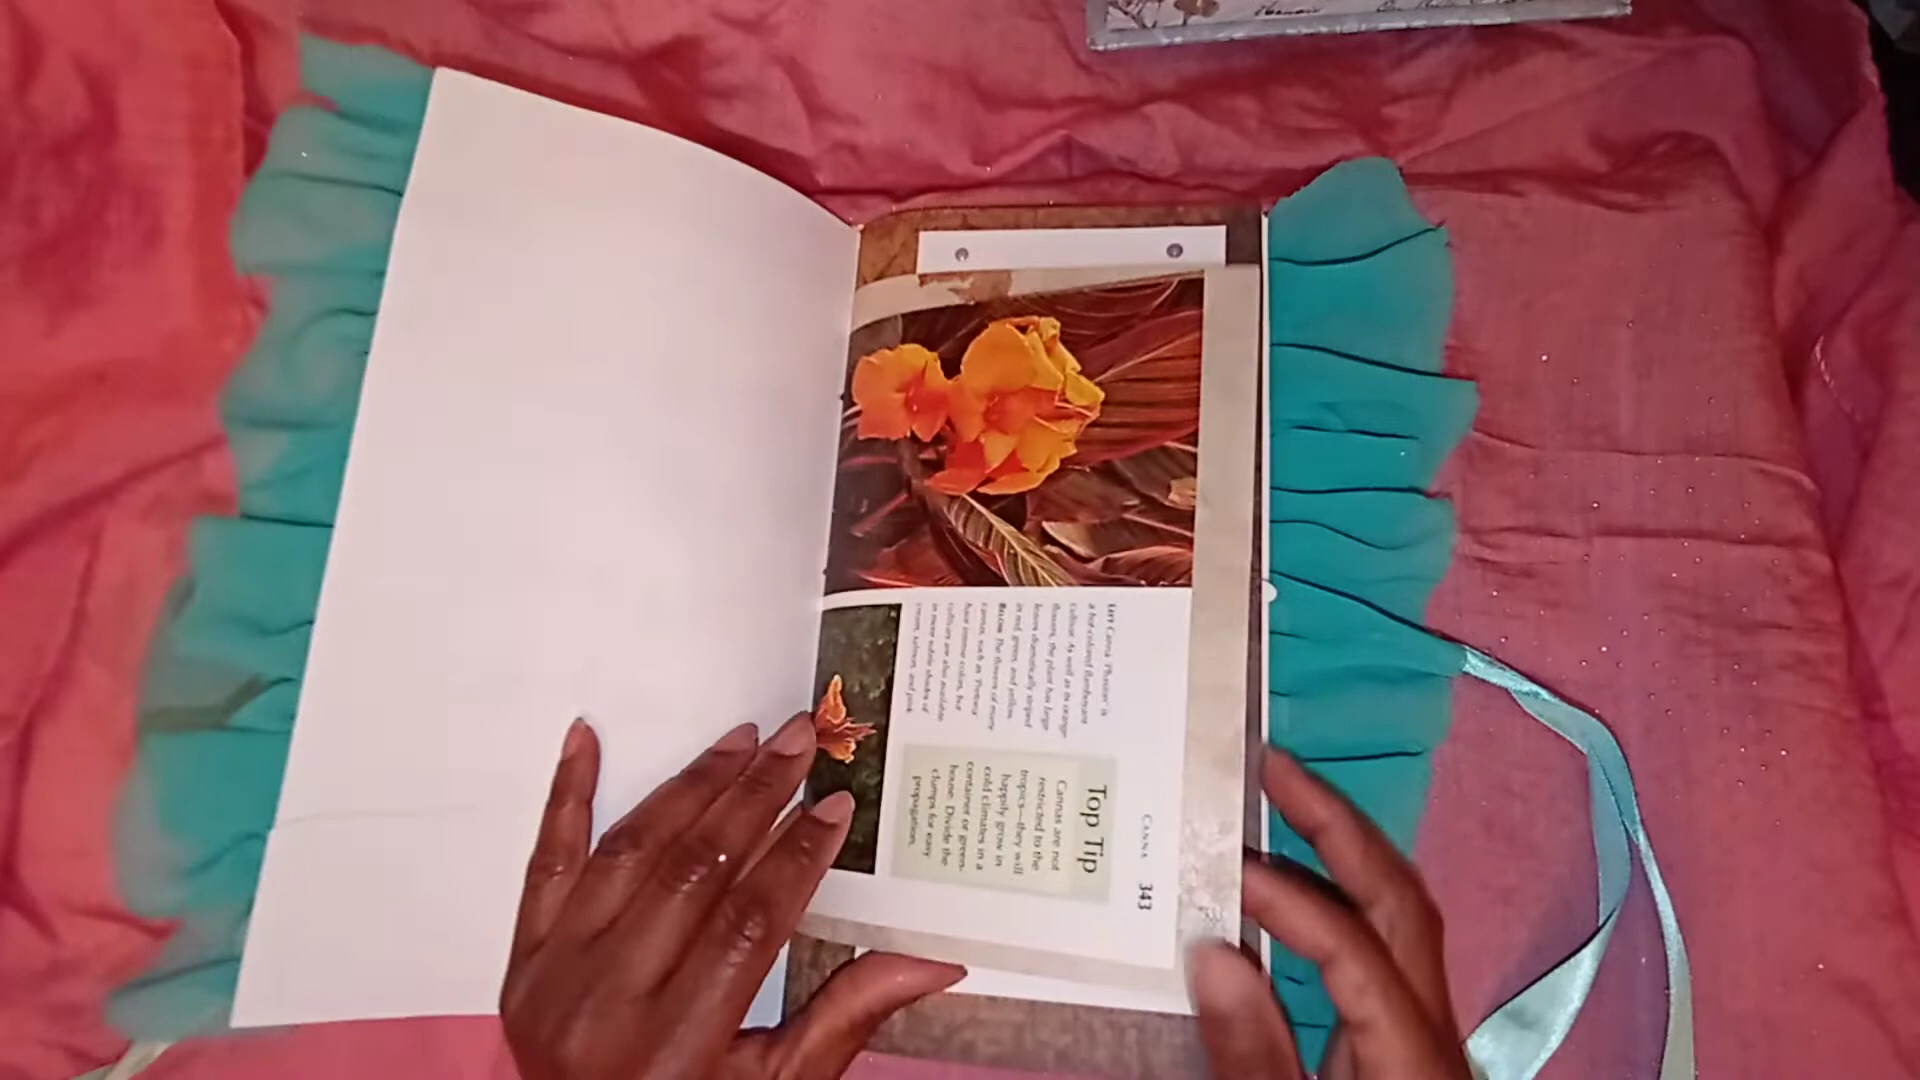 CANNA 343
LEFT Canna 'Phasion' is
a hot-colored flamboyant
cultivar. As well as its orange
flowers, the plant has large
leaves dramatically striped
in red, green, and yellow.
BELOW The flowers of many
cannas, such as 'Pretoria'
have intense colors, but
cultivars are also available
in more subtle shades of
cream, salmon, and pink.
Top Tip
Cannas are not
restricted to the
tropics—they will
happily grow in
cold climates in a
container or green-
house. Divide the
clumps for easy
propagation.